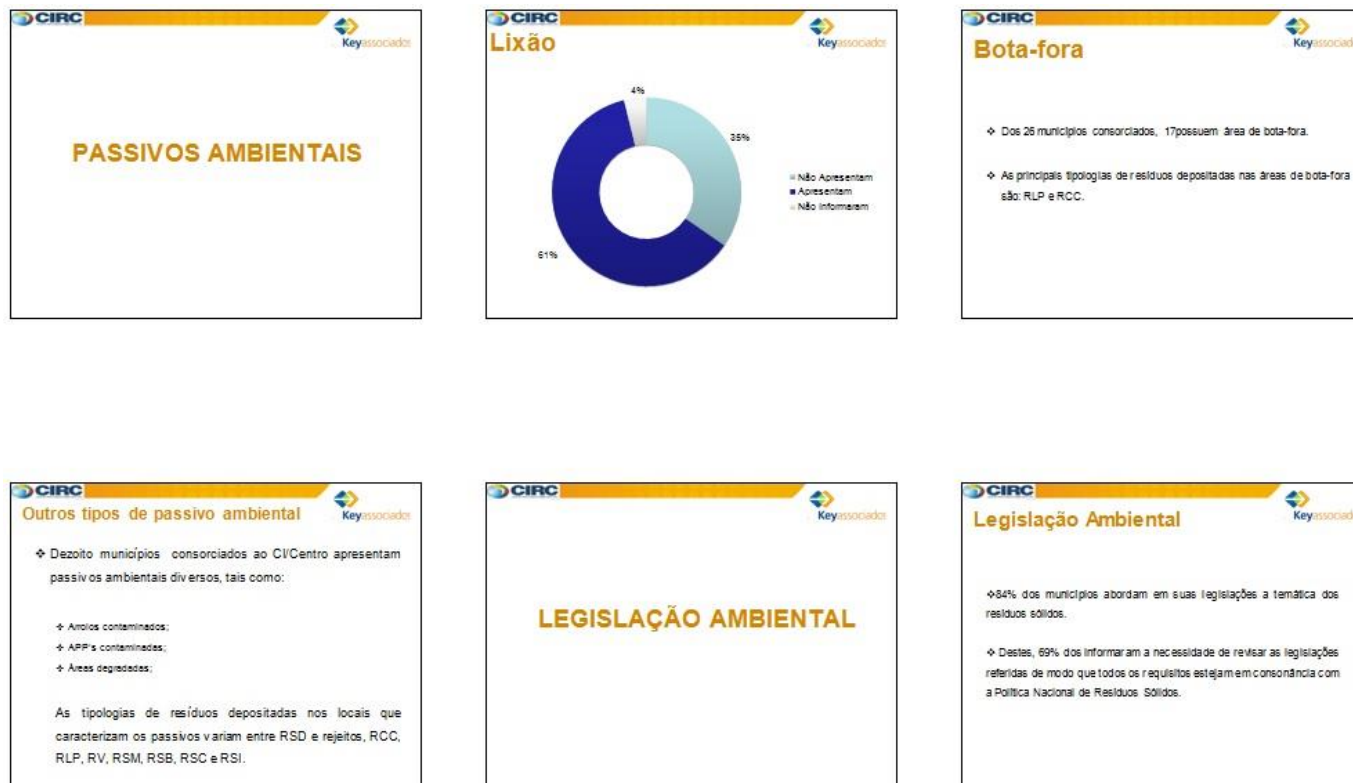 CIRC
Keyassociados
PASSIVOS AMBIENTAIS
CIRC
Keyassociados
Lixão
4%
35%
61%
Não Apresentam
Apresentam
Não Informaram
CIRC
Bota-fora
❖ Dos 26 municípios consorciados, 17possuem área de bota-fora.
❖ As principais tipologias de resíduos depositadas nas áreas de bota-fora
são: RLP e RCC.
CIRC
Keyassociados
Outros tipos de passivo ambiental
❖ Dezoito municípios consorciados ao CI/Centro apresentam
passivos ambientais diversos, tais como:
❖ Arroios contaminados;
❖ APP's contaminadas;
❖ Áreas degradadas;
As tipologias de resíduos depositadas nos locais que
caracterizam os passivos variam entre RSD e rejeitos, RCC,
RLP, RV, RSM, RSB, RSC e RSI.
CIRC
Keyassociados
LEGISLAÇÃO AMBIENTAL
CIRC
Legislação Ambiental
❖84% dos municípios abordam em suas legislações a temática dos
resíduos sólidos.
❖ Destes, 69% dos informaram a necessidade de revisar as legislações
referidas de modo que todos os requisitos estejam em consonância com
a Política Nacional de Resíduos Sólidos.